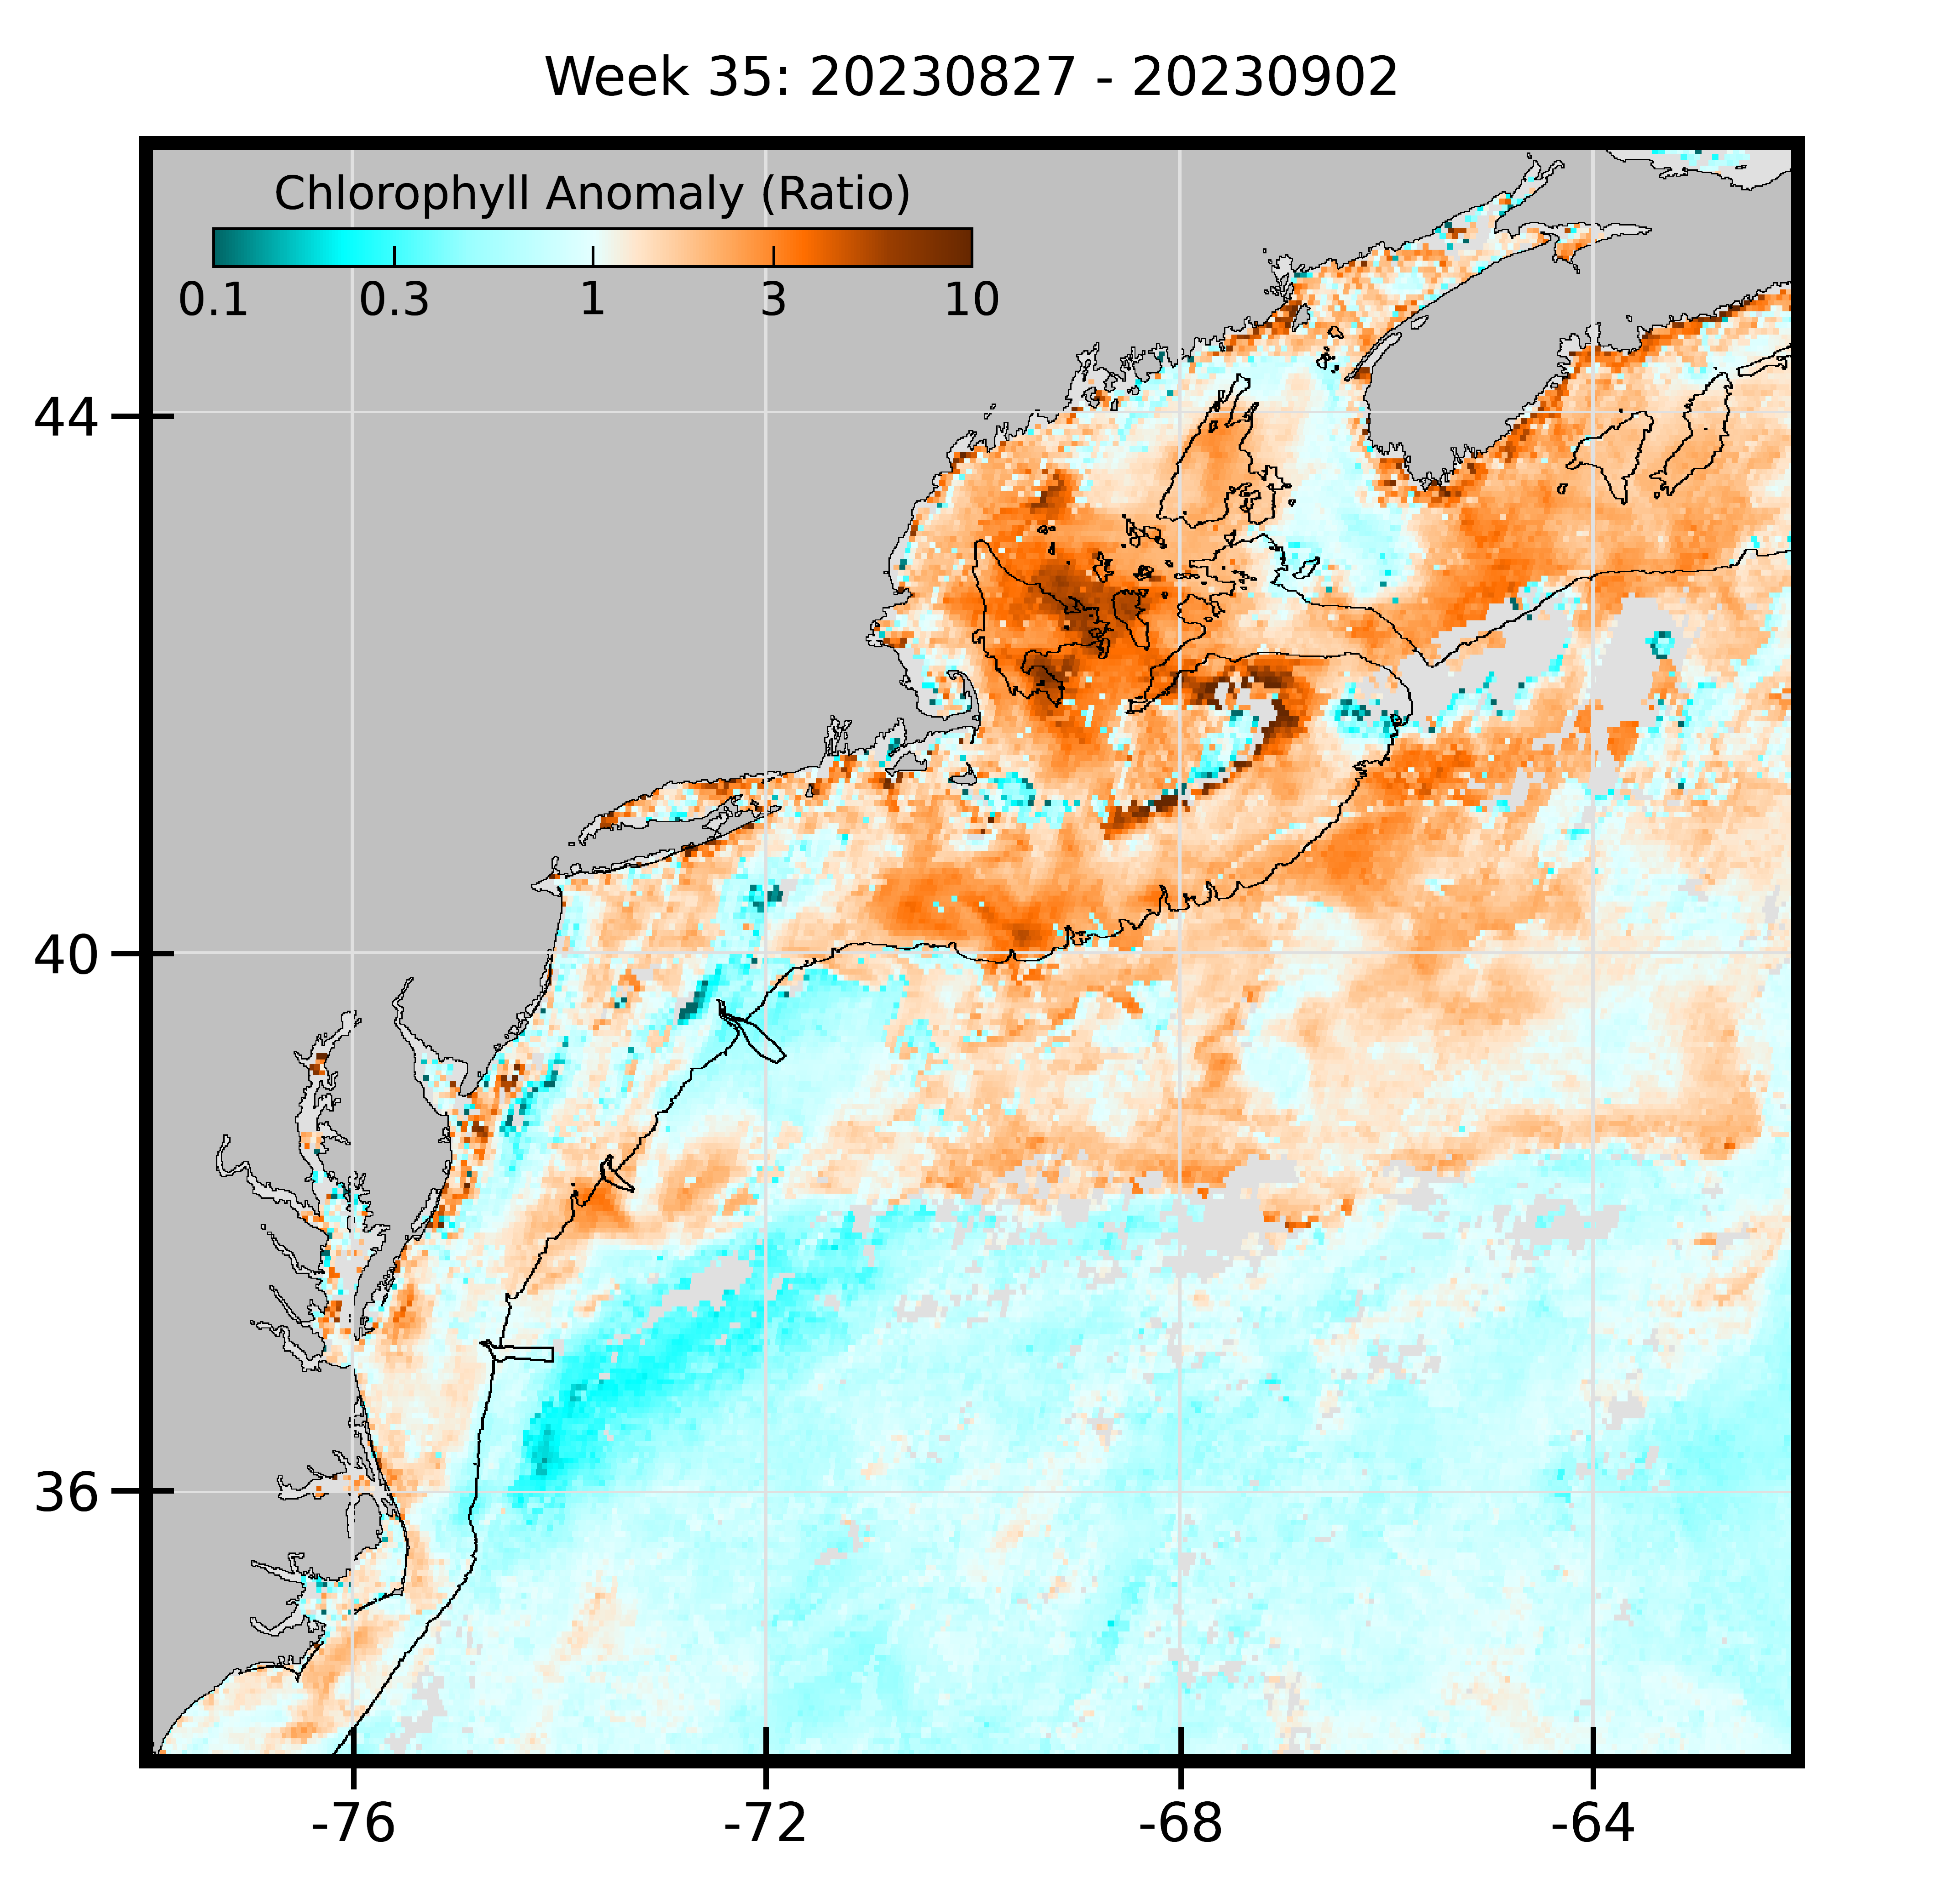 Week 35: 20230827 - 20230902
Chlorophyll Anomaly (Ratio)
0.1 0.3 1 3 10
44
40
36
-76 -72 -68 -64